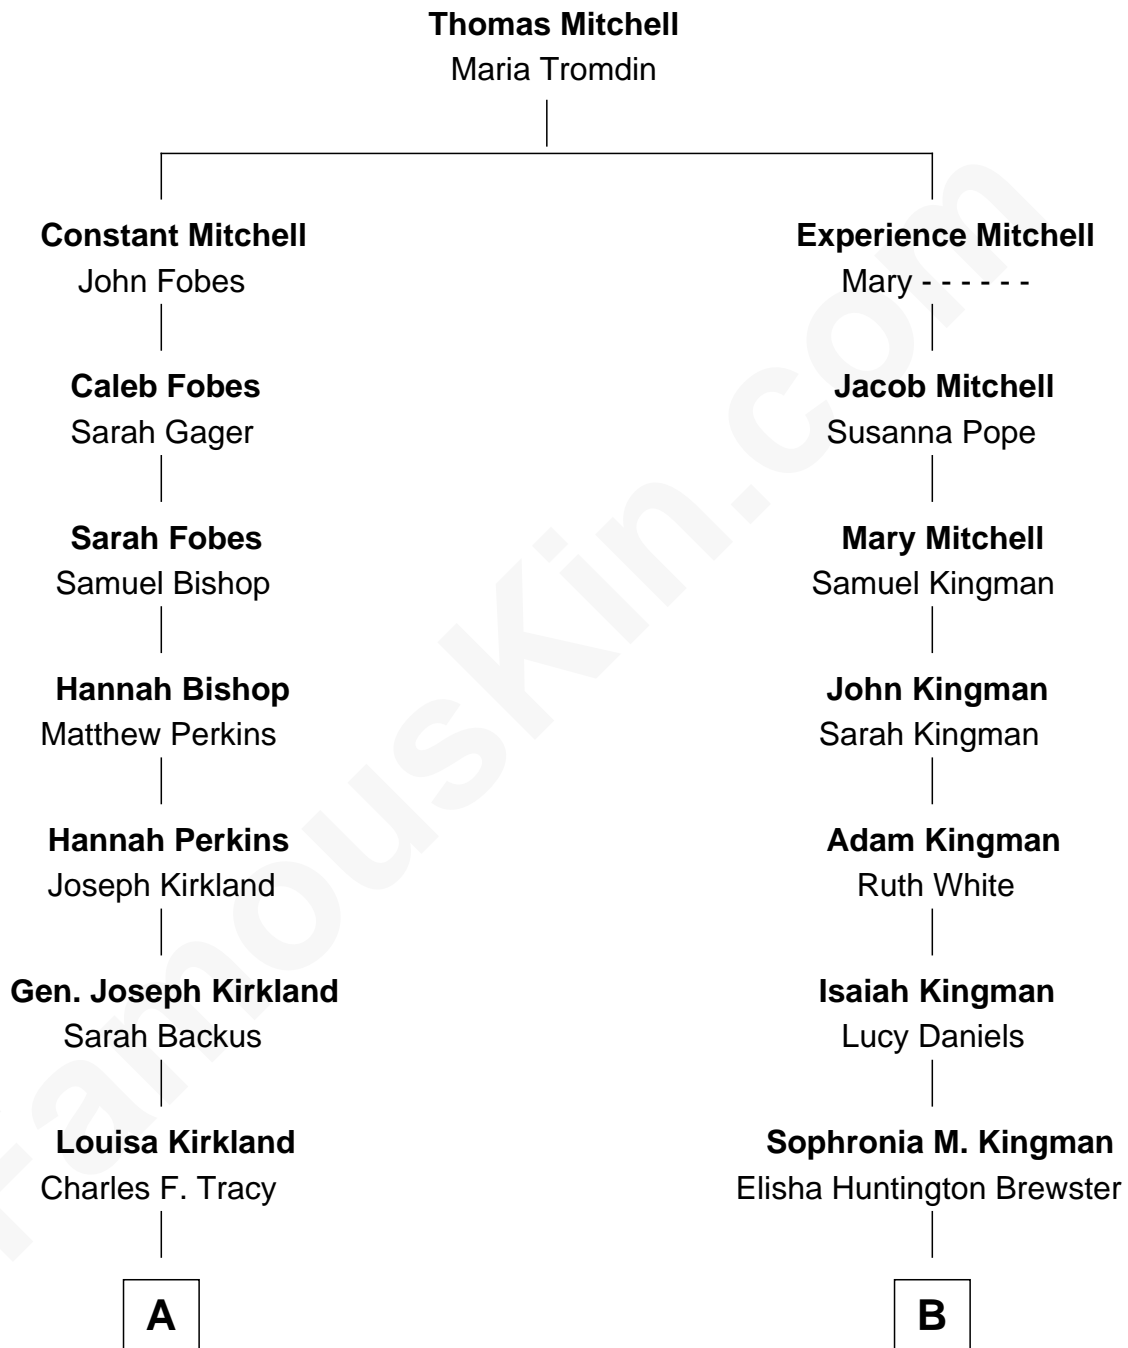 Thomas Mitchell
Maria Tromdin
Constant Mitchell
John Fobes
Experience Mitchell
Mary - - - - - -
Caleb Fobes
Sarah Gager
Jacob Mitchell
Susanna Pope
Sarah Fobes
Samuel Bishop
Mary Mitchell
Samuel Kingman
Hannah Bishop
Matthew Perkins
John Kingman
Sarah Kingman
Hannah Perkins
Joseph Kirkland
Adam Kingman
Ruth White
Gen. Joseph Kirkland
Sarah Backus
Isaiah Kingman
Lucy Daniels
Louisa Kirkland
Charles F. Tracy
Sophronia M. Kingman
Elisha Huntington Brewster
A
B
FamousKin.com